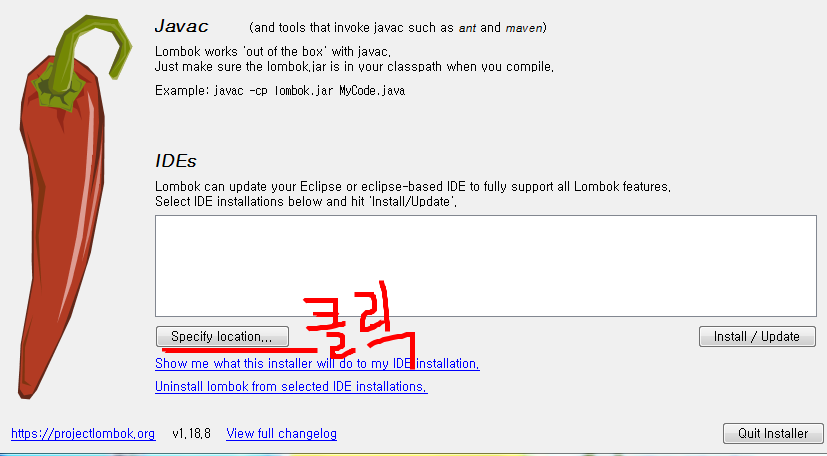 Javac (and tools that invoke javac such as ant and maven)
Lombok works 'out of the box' with javac.
Just make sure the lombok.jar is in your classpath when you compile.
Example: javac -cp lombok.jar MyCode.java
IDEs
Lombok can update your Eclipse or eclipse-based IDE to fully support all Lombok features.
Select IDE installations below and hit 'Install/Update'.
클릭
Specify location... Install / Update
Show me what this installer will do to my IDE installation.
Uninstall lombok from selected IDE installations.
https://projectlombok.org v1.18.8 View full changelog Quit Installer